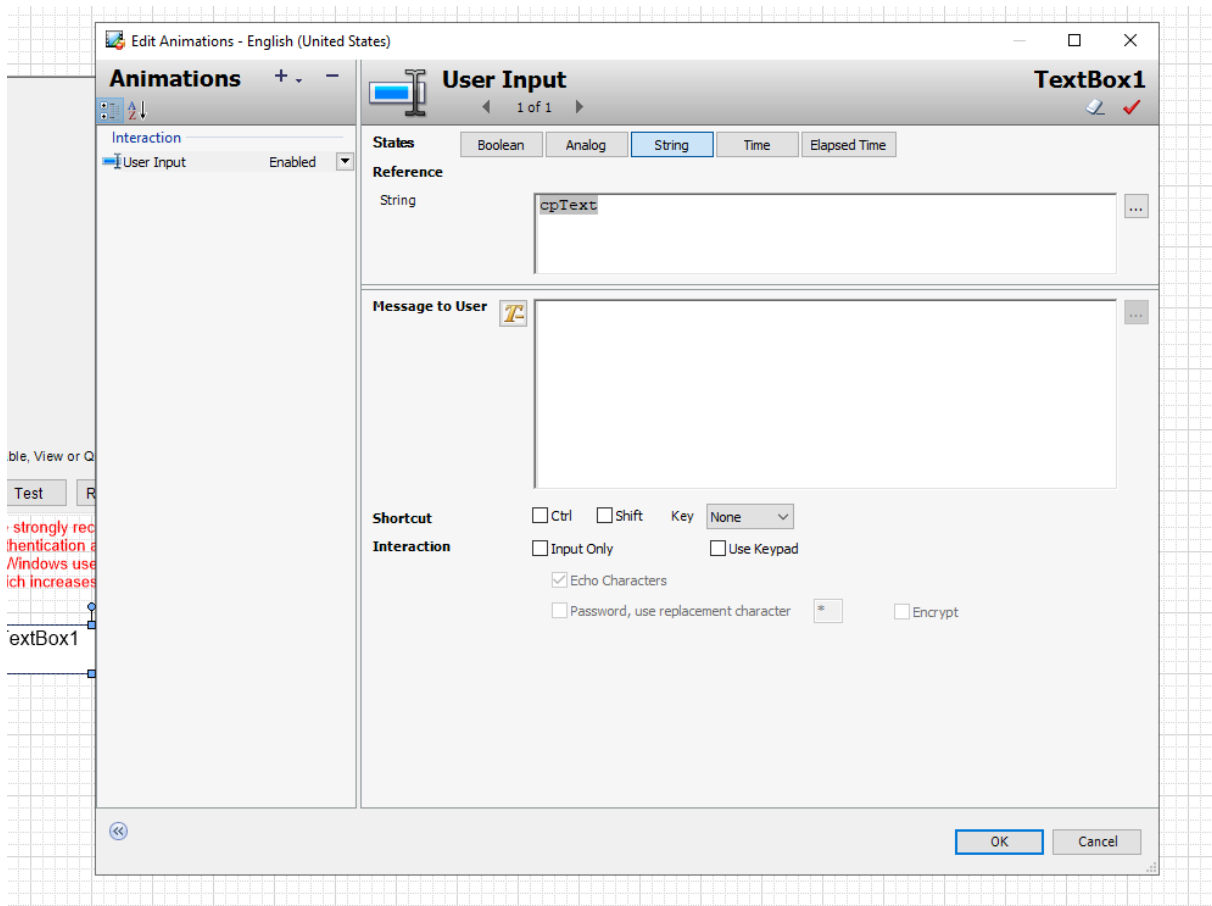 Edit Animations - English (United States)
Animations
User Input
TextBox1
1 of 1
Interaction
User Input Enabled
States Boolean Analog String Time Elapsed Time
Reference
String
cpText
Message to User
Shortcut
Ctrl Shift Key None
Interaction
Input Only Use Keypad
Echo Characters
Password, use replacement character * Encrypt
OK Cancel
ble, View or Q
Test R
strongly rec
thentication a
Windows use
ich increases
TextBox1